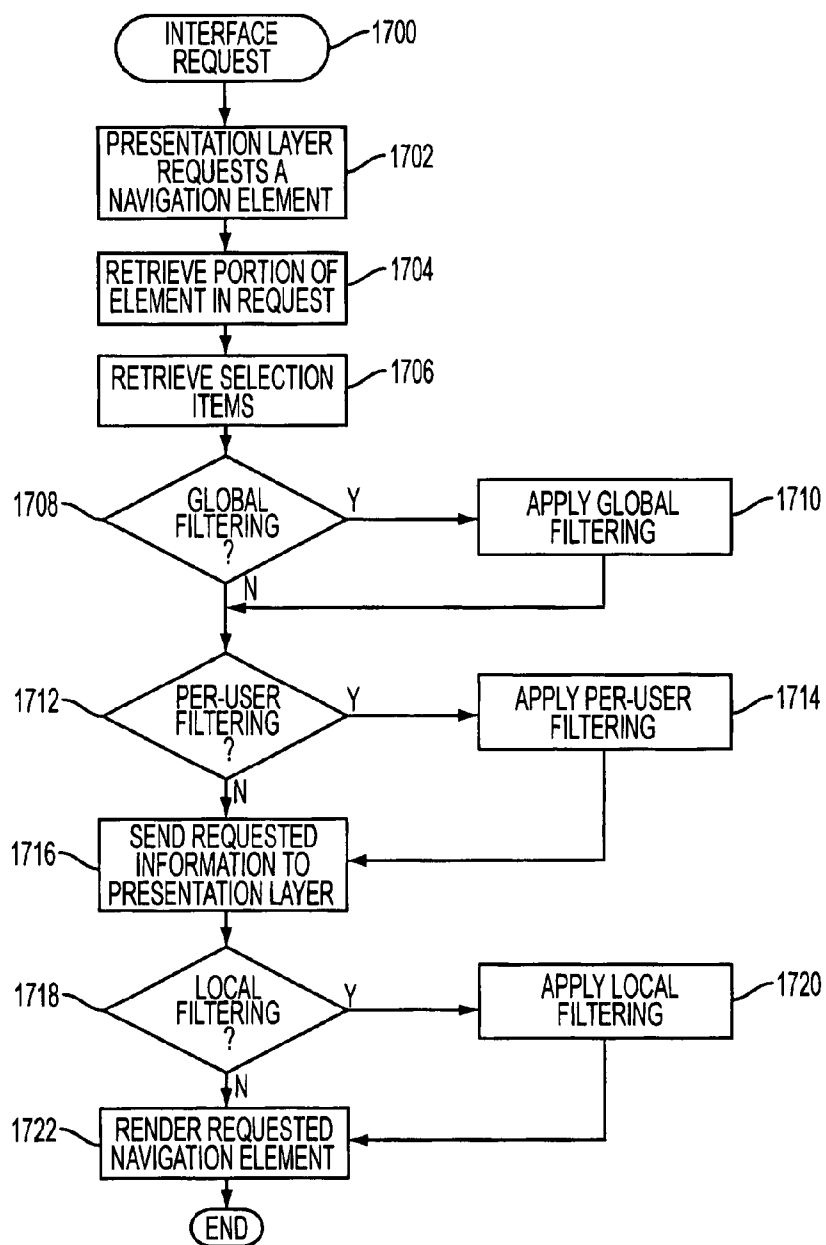 INTERFACE
REQUEST
1700
PRESENTATION LAYER
REQUESTS A
NAVIGATION ELEMENT
1702
RETRIEVE PORTION OF
ELEMENT IN REQUEST
1704
RETRIEVE SELECTION
ITEMS
1706
1708
GLOBAL
FILTERING
?
Y
N
APPLY GLOBAL
FILTERING
1710
1712
PER-USER
FILTERING
?
Y
N
APPLY PER-USER
FILTERING
1714
1716
SEND REQUESTED
INFORMATION TO
PRESENTATION LAYER
1718
LOCAL
FILTERING
?
Y
N
APPLY LOCAL
FILTERING
1720
1722
RENDER REQUESTED
NAVIGATION ELEMENT
END